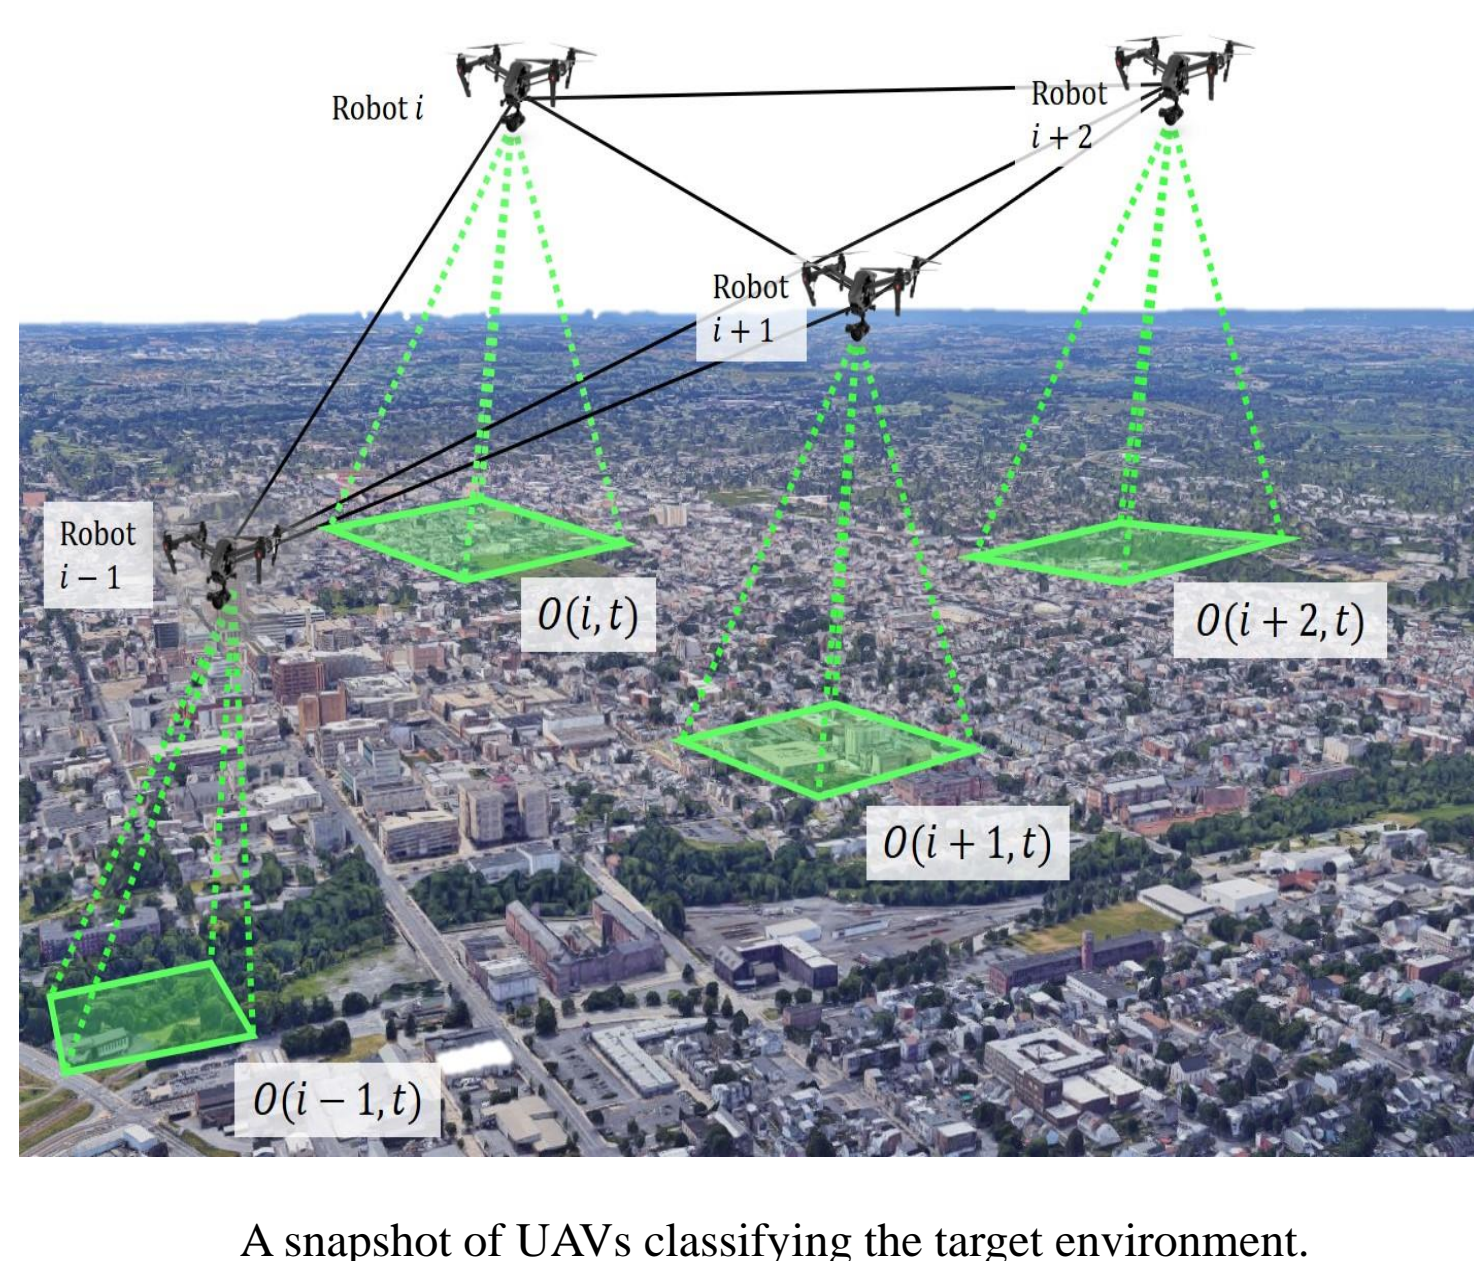 Robot i
Robot
i + 2
Robot
i + 1
Robot
i − 1
O(i, t)
O(i + 2, t)
O(i + 1, t)
O(i − 1, t)
A snapshot of UAVs classifying the target environment.